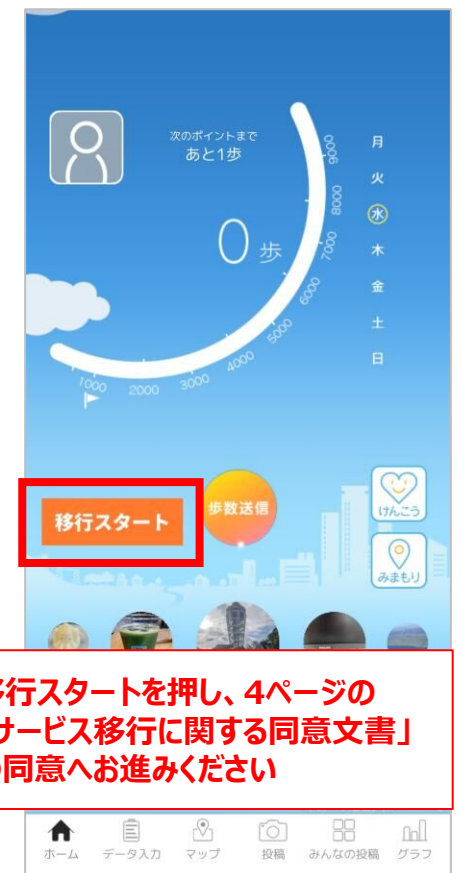 次のポイントまで
あと1歩
0 歩
月
火
水
木
金
土
日
1000
2000
3000
4000
5000
6000
7000
8000
9000
移行スタート
歩数送信
けんこう
みまもり
行スタートを押し、4ページの
サービス移行に関する同意文書」
同意へお進みください
ホーム
データ入力
マップ
投稿
みんなの投稿
グラフ